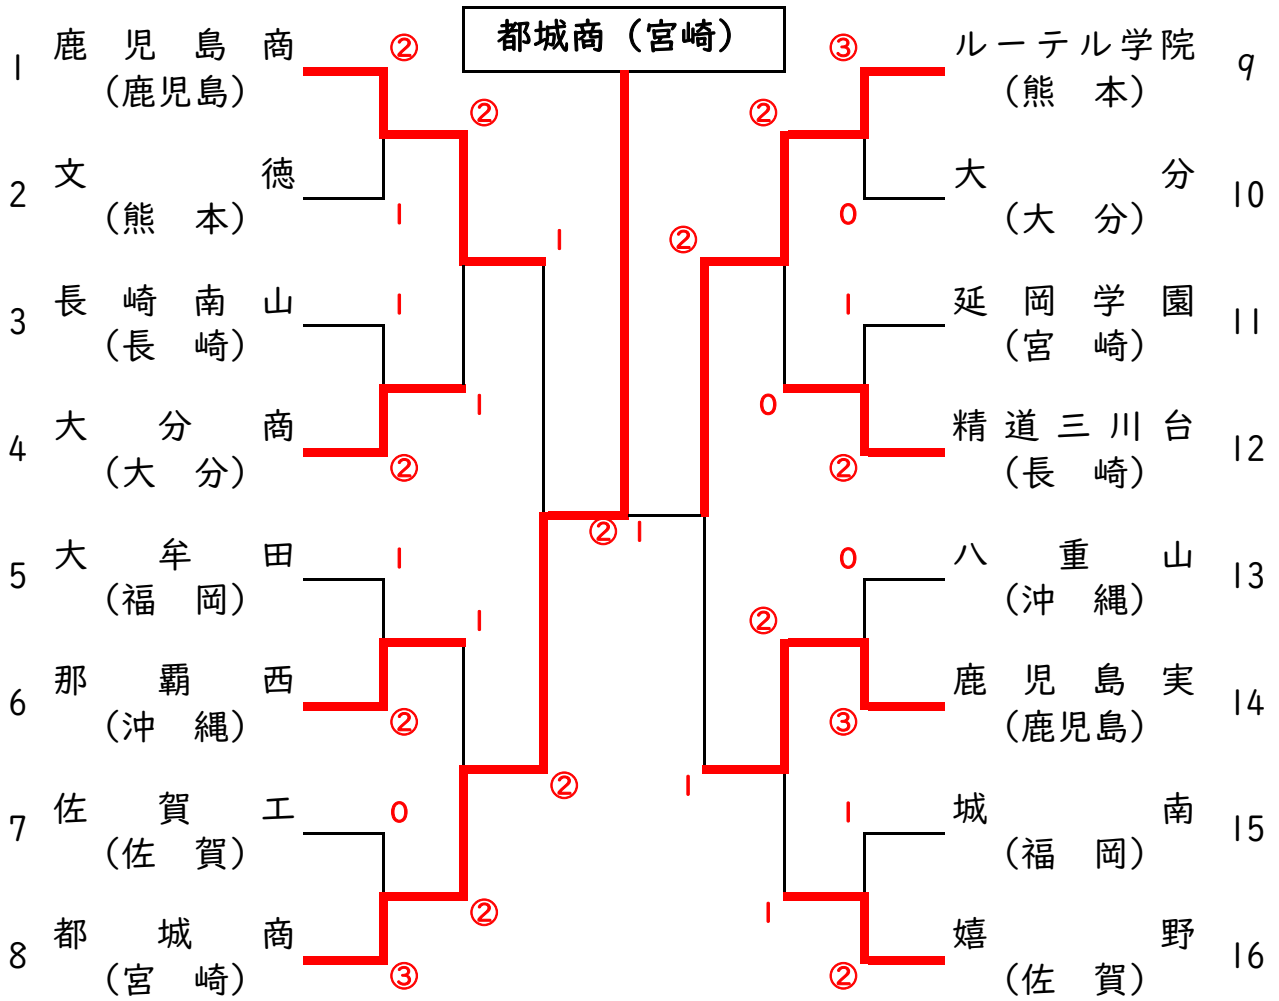 都城商（宮崎）
1 鹿児島商 ②
（鹿児島）
②
2 文徳
（熊本） 1
1
3 長崎南山 1
（長崎）
1
4 大分商
（大分） ②
② 1
5 大牟田 1
（福岡）
1
6 那覇西
（沖縄） ②
②
7 佐賀工 0
（佐賀）
②
8 都城商
（宮崎） ③
③ ルーテル学院 9
（熊本）
②
大分 10
0 （大分）
②
1 延岡学園 11
（宮崎）
0
精道三川台 12
② （長崎）
0 八重山 13
（沖縄）
②
鹿児島実 14
③ （鹿児島）
1
1 城南 15
（福岡）
1
嬉野 16
② （佐賀）